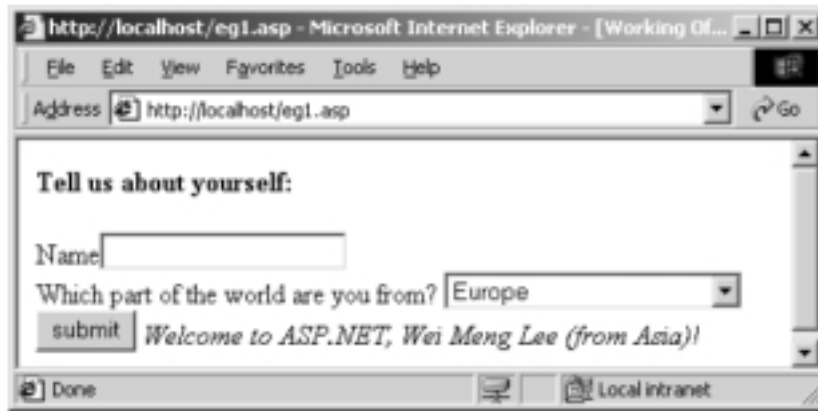 http://localhost/eg1.asp - Microsoft Internet Explorer - [Working Of...
File Edit View Favorites Tools Help
Address http://localhost/eg1.asp Go
Tell us about yourself:
Name
Which part of the world are you from? Europe
submit Welcome to ASP.NET, Wei Meng Lee (from Asia)!
Done Local intranet